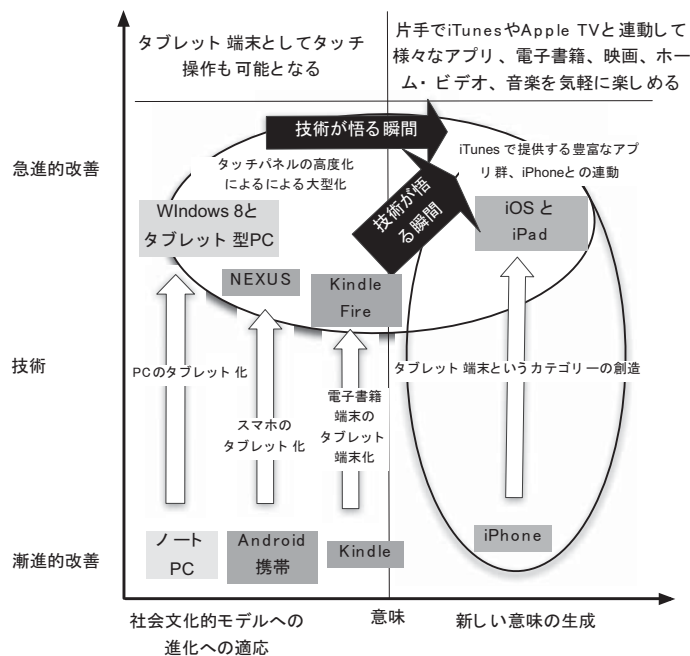 タブレット 端末としてタッチ
操作も可能となる
片手でiTunesやApple TVと連動して
様々なアプリ、電子書籍、映画、ホー
ム・ビデオ、音楽を気軽に楽しめる
技術が悟る瞬間
急進的改善
タッチパネルの高度化
によるによる大型化
iTunes で提供する豊富なアプ
リ群、iPhoneとの連動
技術が悟
る瞬間
WIndows 8と
タブレット 型PC
iOS と
iPad
NEXUS
Kindle
Fire
技術
PCのタブレット 化
スマホの
タブレット 化
電子書籍
端末の
タブレット
端末化
タブレット 端末というカテゴリーの創造
漸進的改善
ノート
PC
Android
携帯
Kindle
iPhone
社会文化的モデルへの
進化への適応
意味
新しい意味の生成